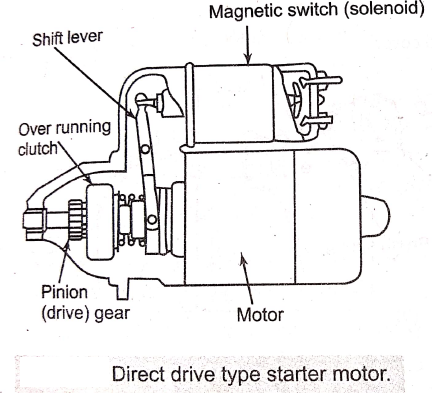 Magnetic switch (solenoid)
Shift lever
Over running
clutch
Pinion
(drive) gear
Motor
Direct drive type starter motor.